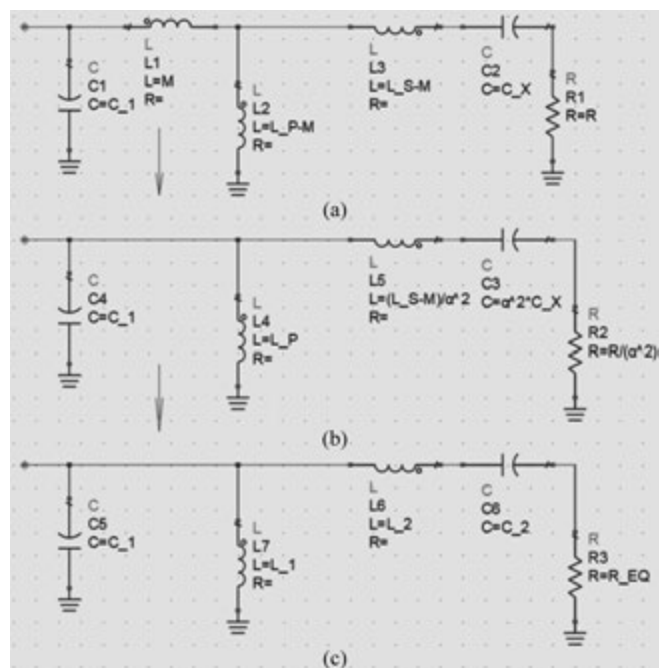 L
L1
L=M
R=
C
C1
C=C_1
L
L2
L=L_P-M
R=
L
L3
L=L_S-M
R=
C
C2
C=C_X
R
R1
R=R
(a)
C
C4
C=C_1
L
L4
L=L_P
R=
L
L5
L=(L_S-M)/α^2
R=
C
C3
C=α^2*C_X
R
R2
R=R/(α^2)
(b)
C
C5
C=C_1
L
L7
L=L_1
R=
L
L6
L=L_2
R=
C
C6
C=C_2
R
R3
R=R_EQ
(c)